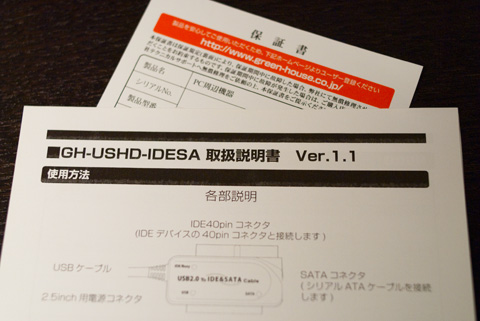 保証書
製品を安心してご使用いただくため、下記ホームページよりユーザー登録ください
http://www.green-house.co.jp/
製品名
PC周辺機器
シリアルNo.
製品型番
■GH-USHD-IDESA 取扱説明書 Ver.1.1
使用方法
各部説明
IDE40pin コネクタ
(IDE デバイスの 40pin コネクタと接続します)
USB ケーブル
USB2.0 to IDE&SATA Cable
SATA コネクタ
(シリアル ATA ケーブルを接続
します)
2.5inch 用電源コネクタ